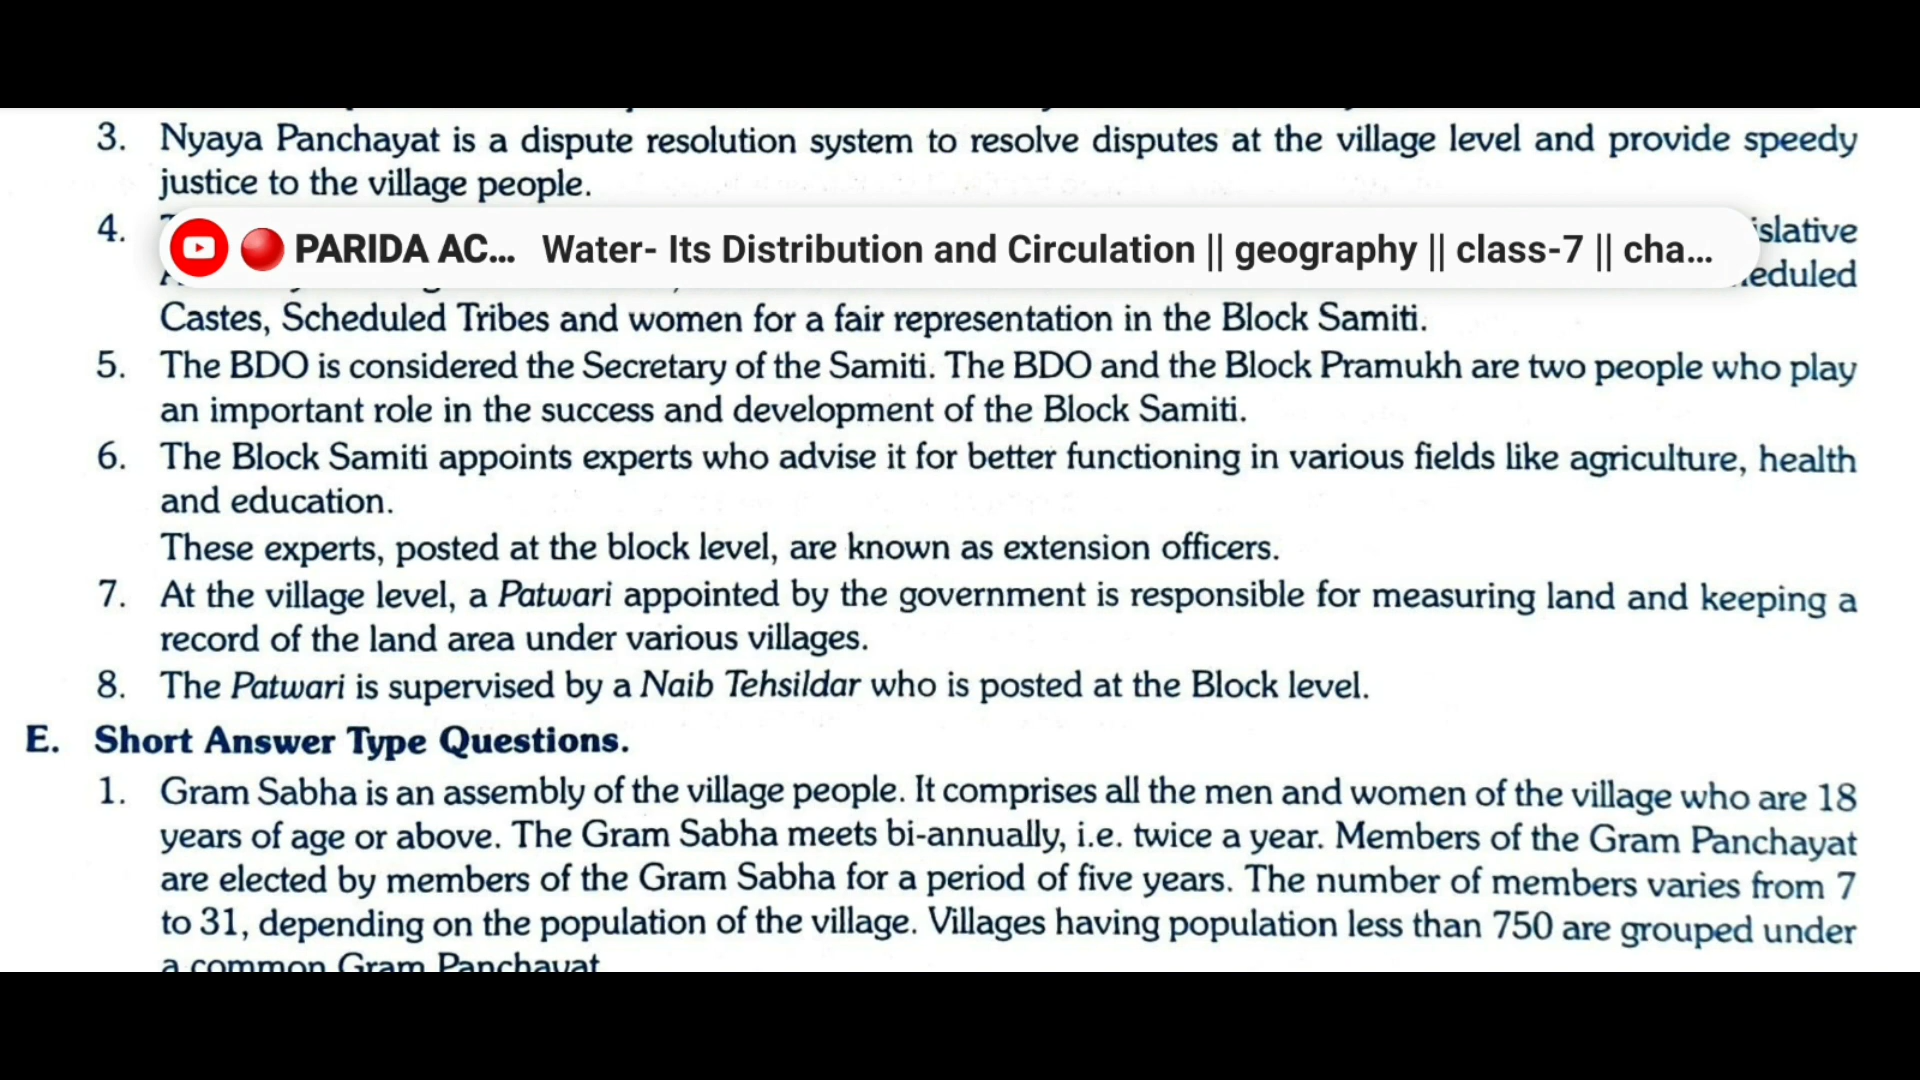 3. Nyaya Panchayat is a dispute resolution system to resolve disputes at the village level and provide speedy
justice to the village people.
4. islative
PARIDA AC... Water- Its Distribution and Circulation || geography || class-7 || cha...
eduled
Castes, Scheduled Tribes and women for a fair representation in the Block Samiti.
5. The BDO is considered the Secretary of the Samiti. The BDO and the Block Pramukh are two people who play
an important role in the success and development of the Block Samiti.
6. The Block Samiti appoints experts who advise it for better functioning in various fields like agriculture, health
and education.
These experts, posted at the block level, are known as extension officers.
7. At the village level, a Patwari appointed by the government is responsible for measuring land and keeping a
record of the land area under various villages.
8. The Patwari is supervised by a Naib Tehsildar who is posted at the Block level.
E. Short Answer Type Questions.
1. Gram Sabha is an assembly of the village people. It comprises all the men and women of the village who are 18
years of age or above. The Gram Sabha meets bi-annually, i.e. twice a year. Members of the Gram Panchayat
are elected by members of the Gram Sabha for a period of five years. The number of members varies from 7
to 31, depending on the population of the village. Villages having population less than 750 are grouped under
a common Gram Panchayat